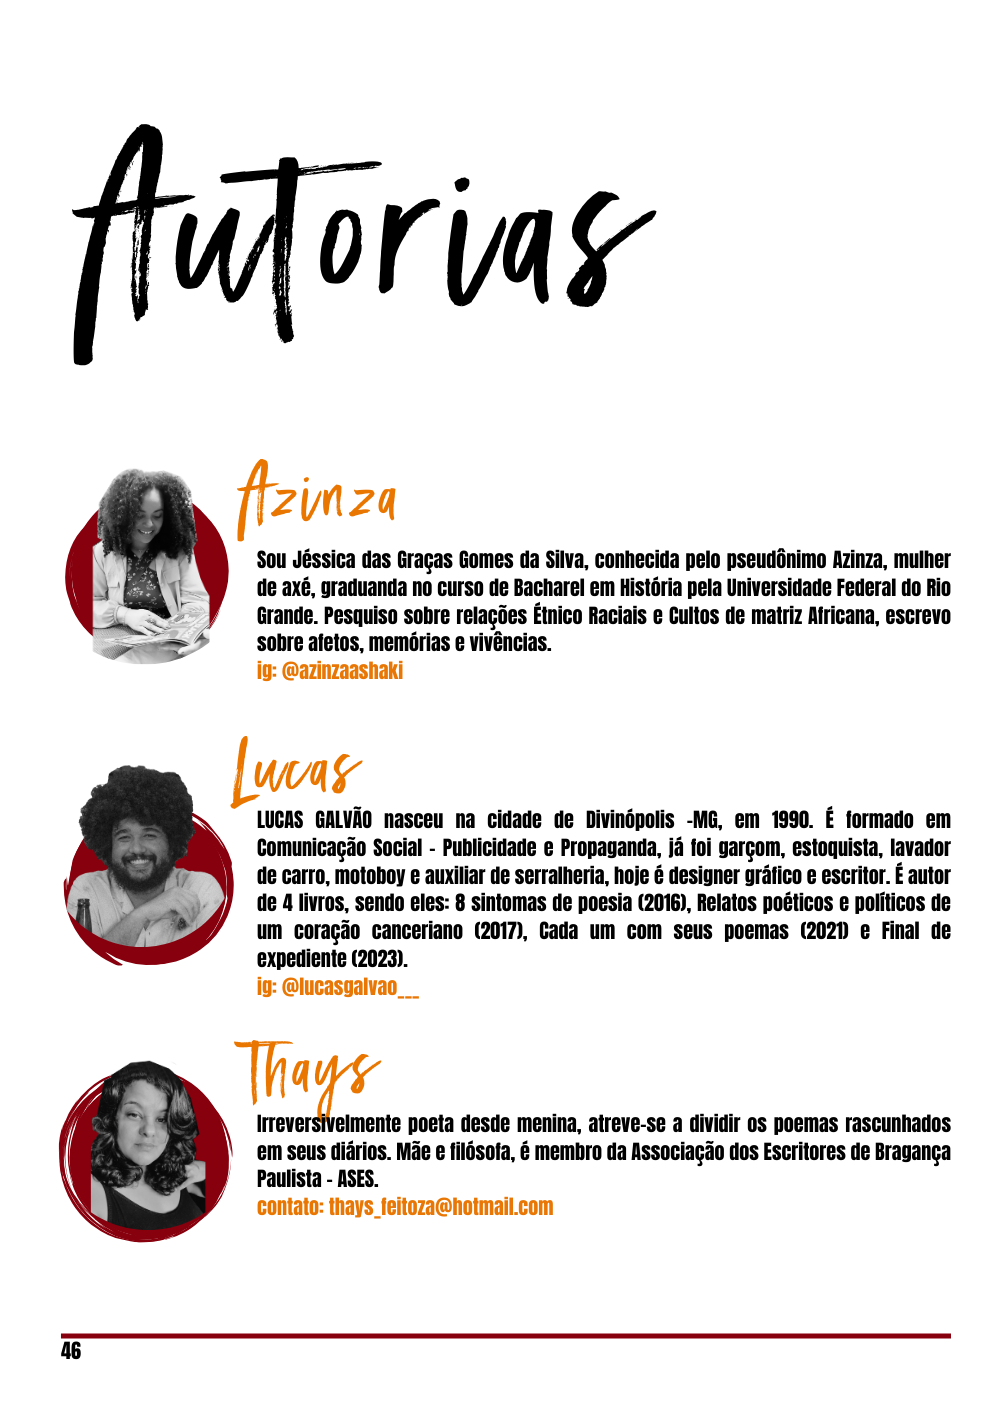 Autorias
Azinza
Sou Jéssica das Graças Gomes da Silva, conhecida pelo pseudônimo Azinza, mulher
de axé, graduanda no curso de Bacharel em História pela Universidade Federal do Rio
Grande. Pesquiso sobre relações Étnico Raciais e Cultos de matriz Africana, escrevo
sobre afetos, memórias e vivências.
ig: @azinzaashaki
Lucas
LUCAS GALVÃO nasceu na cidade de Divinópolis -MG, em 1990. É formado em
Comunicação Social - Publicidade e Propaganda, já foi garçom, estoquista, lavador
de carro, motoboy e auxiliar de serralheria, hoje é designer gráfico e escritor. É autor
de 4 livros, sendo eles: 8 sintomas de poesia (2016), Relatos poéticos e políticos de
um coração canceriano (2017), Cada um com seus poemas (2021) e Final de
expediente (2023).
ig: @lucasgalvao___
Thays
Irreversivelmente poeta desde menina, atreve-se a dividir os poemas rascunhados
em seus diários. Mãe e filósofa, é membro da Associação dos Escritores de Bragança
Paulista - ASES.
contato: thays_feitoza@hotmail.com
46